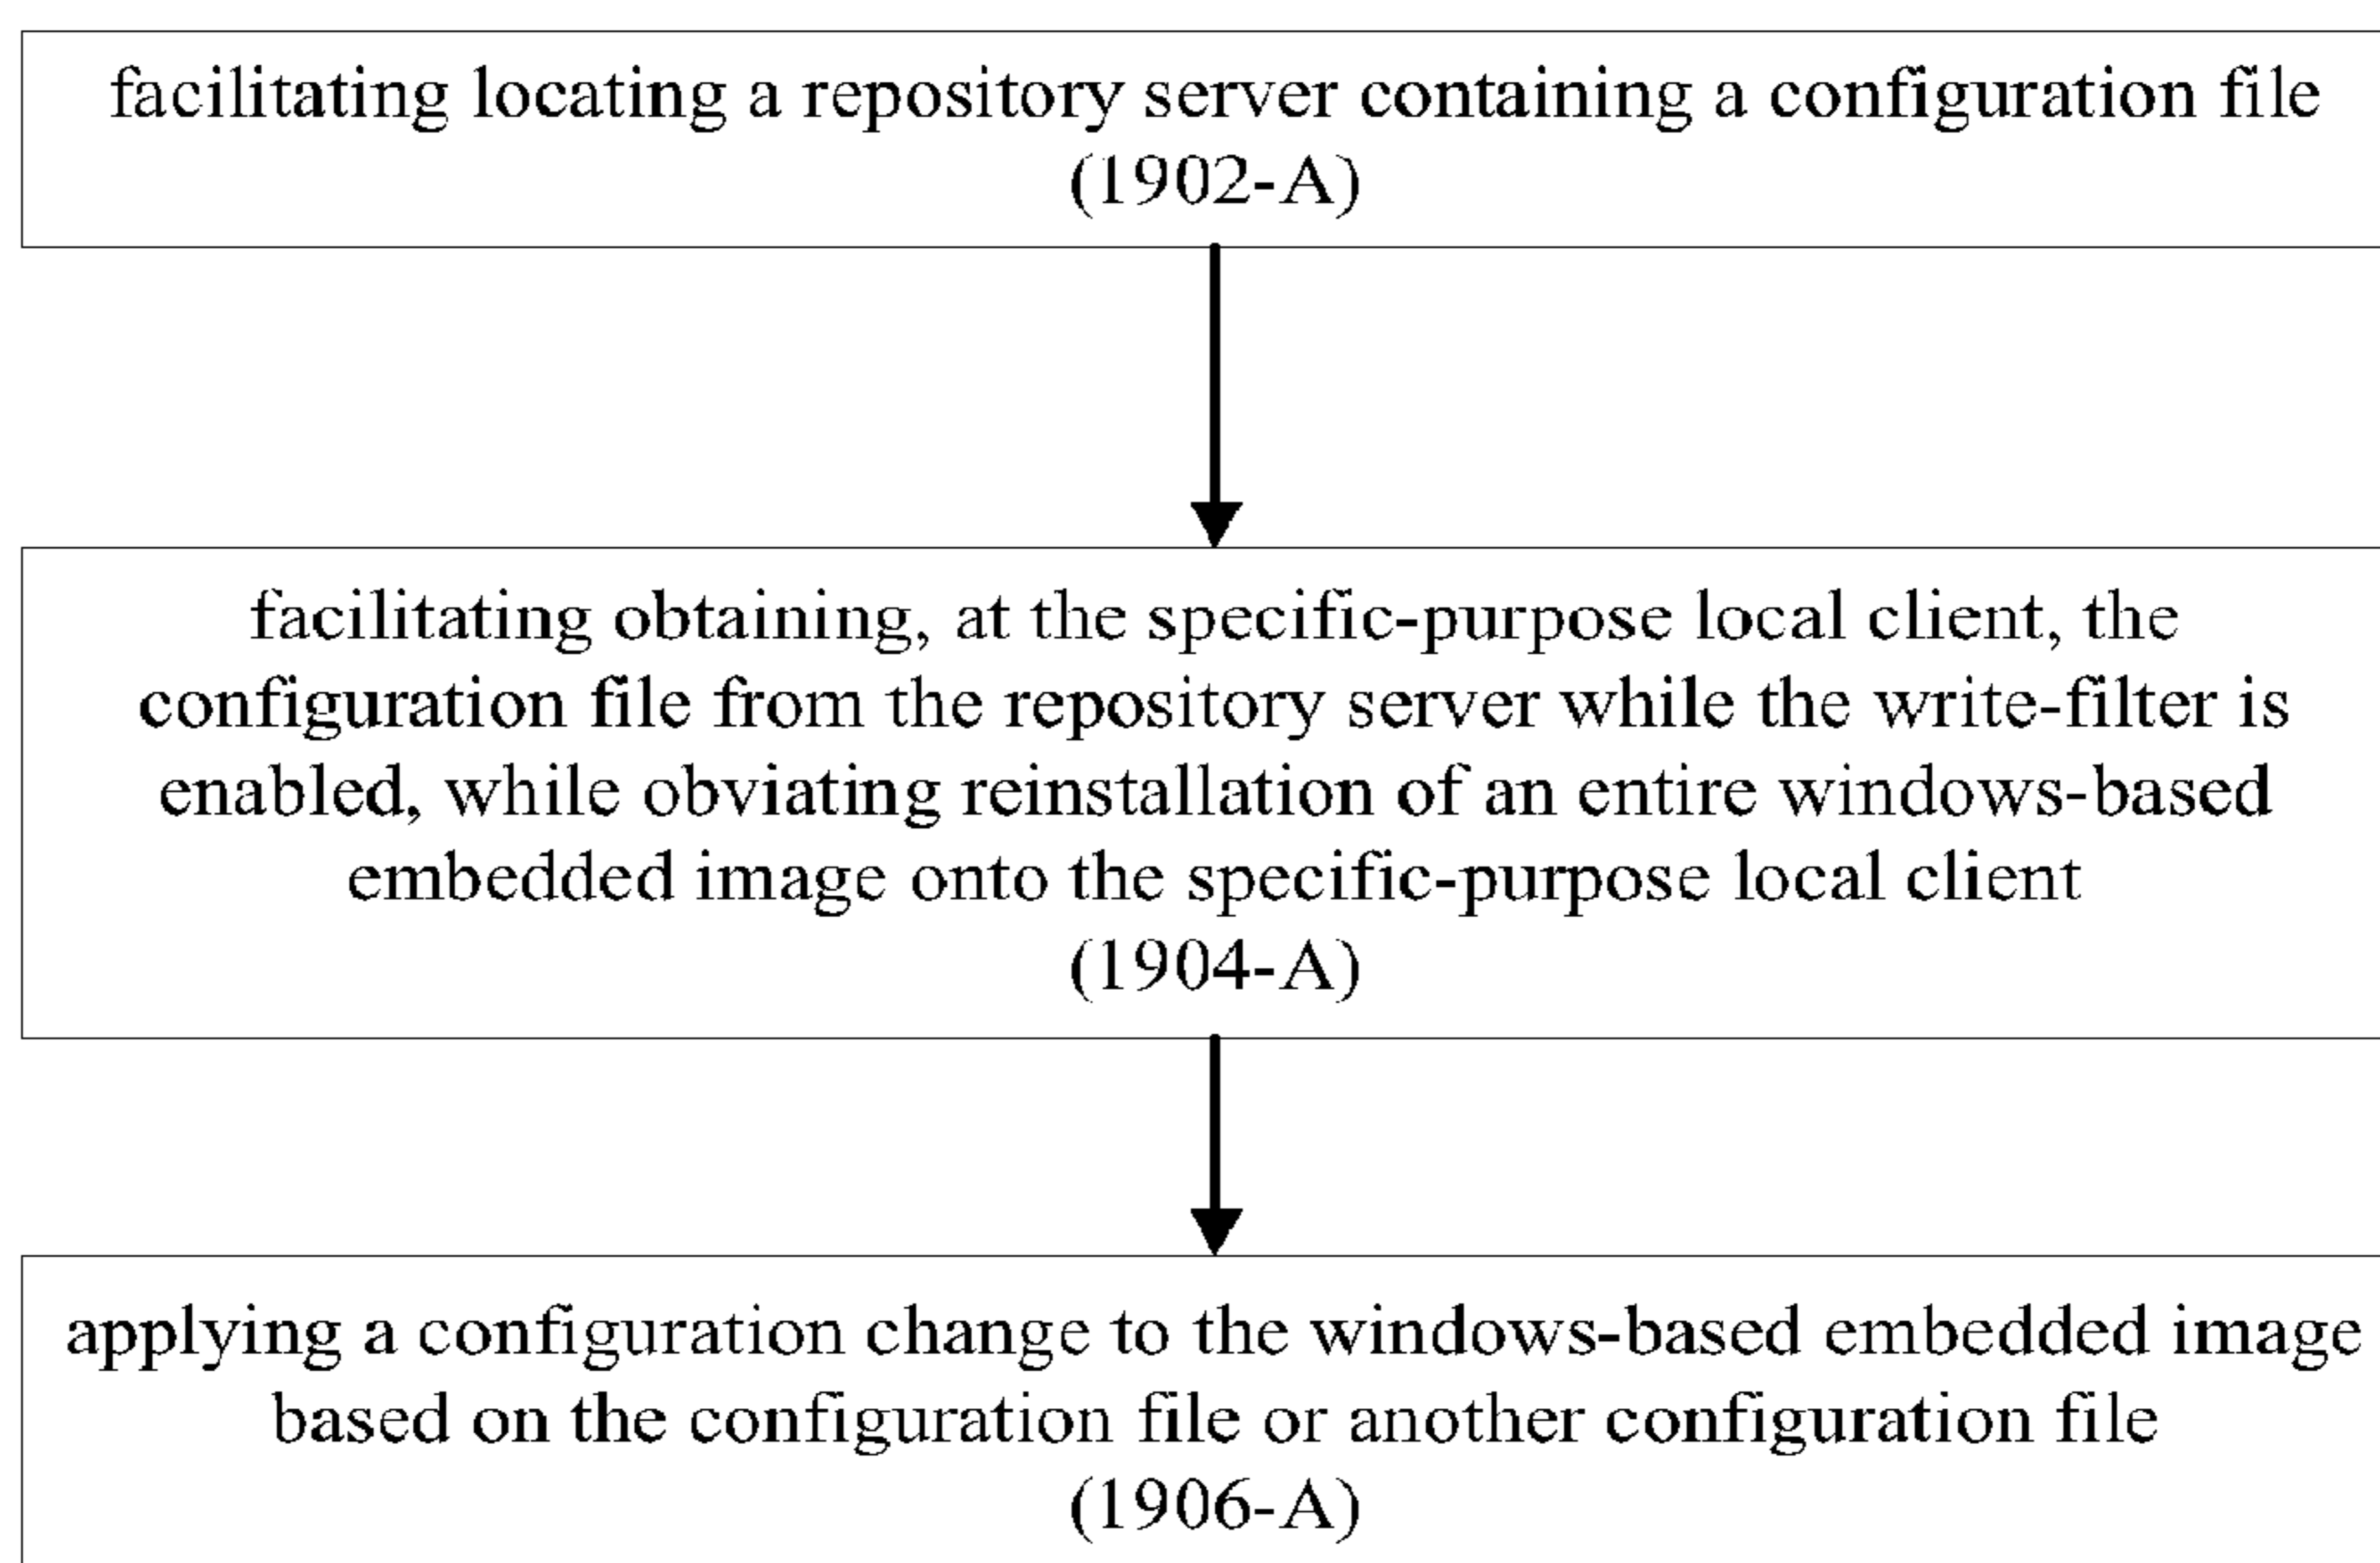 facilitating locating a repository server containing a configuration file
(1902-A)
facilitating obtaining, at the specific-purpose local client, the
configuration file from the repository server while the write-filter is
enabled, while obviating reinstallation of an entire windows-based
embedded image onto the specific-purpose local client
(1904-A)
applying a configuration change to the windows-based embedded image
based on the configuration file or another configuration file
(1906-A)